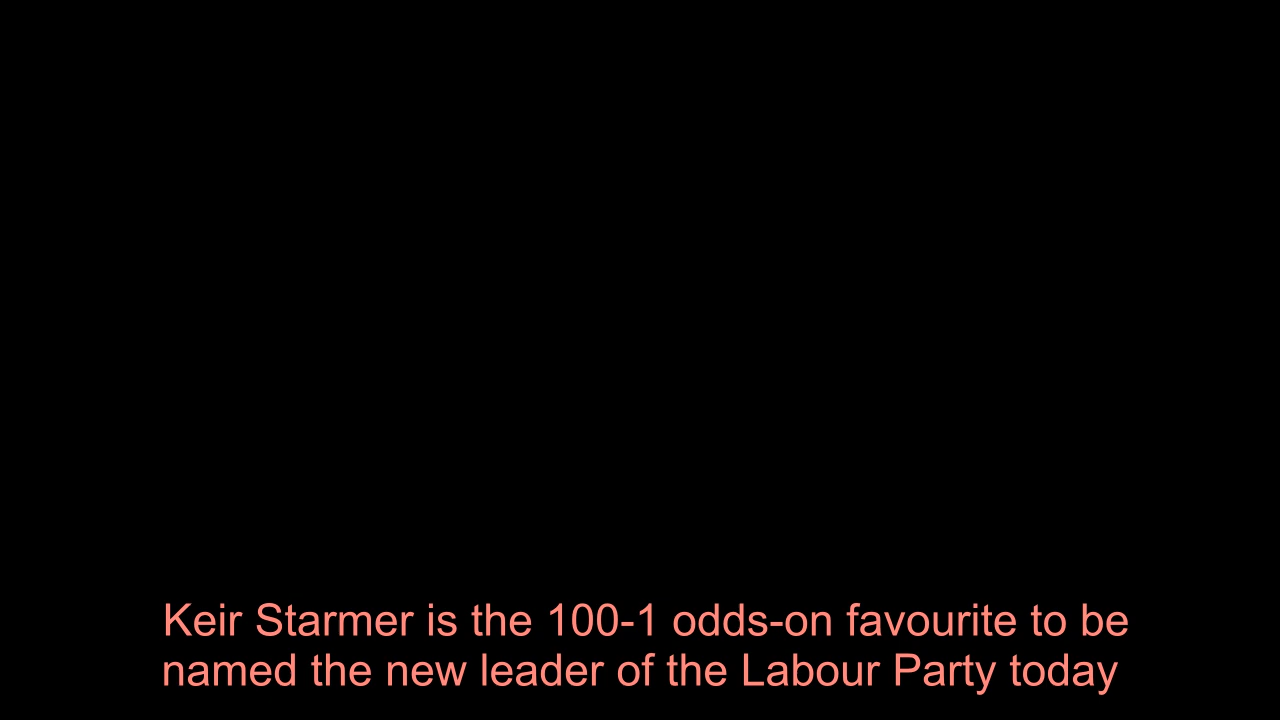 Keir Starmer is the 100-1 odds-on favourite to be
named the new leader of the Labour Party today